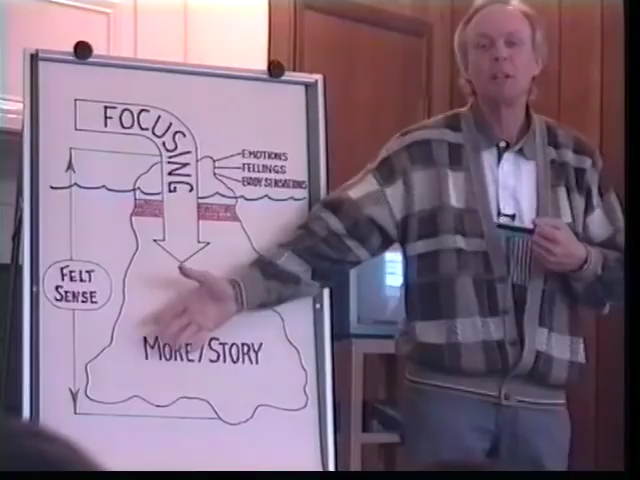 FOCUSING
EMOTIONS
FEELINGS
BODY SENSATIONS
FELT
SENSE
MORE/STORY